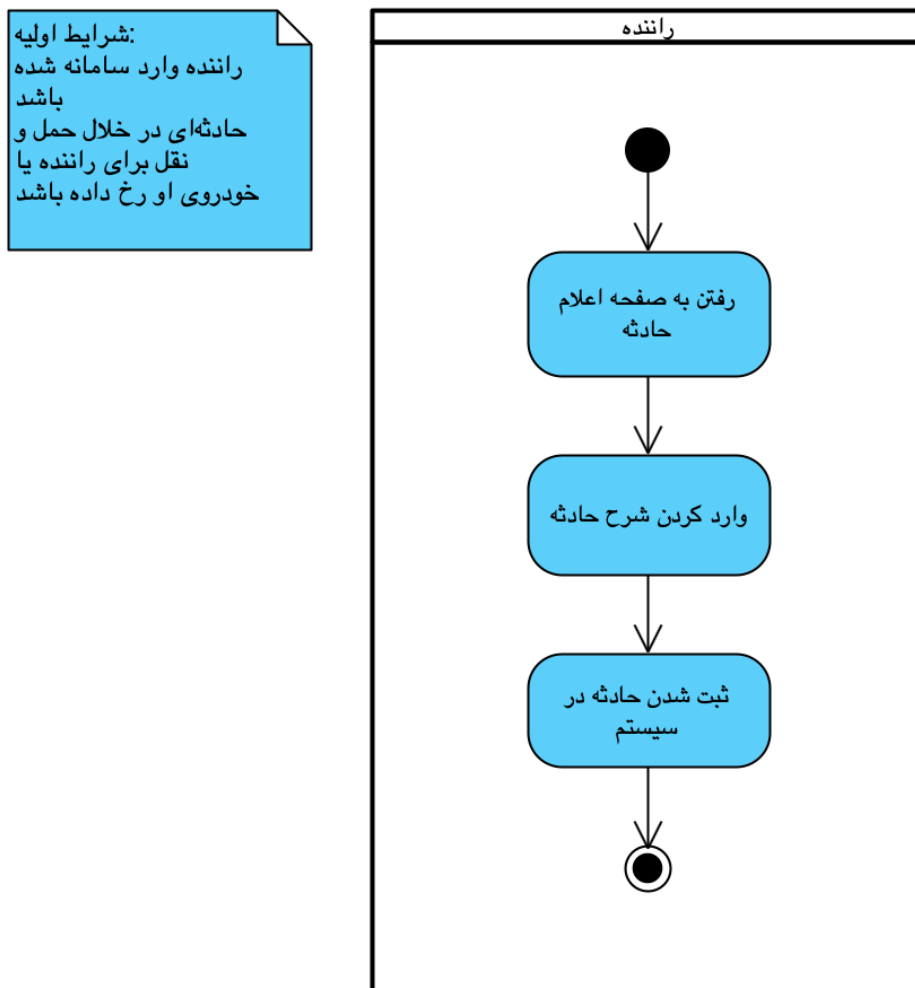 شرایط اولیه:
راننده وارد سامانه شده
باشد
حادثه‌ای در خلال حمل و
نقل برای راننده یا
خودروی او رخ داده باشد
راننده
رفتن به صفحه اعلام
حادثه
وارد کردن شرح حادثه
ثبت شدن حادثه در
سیستم